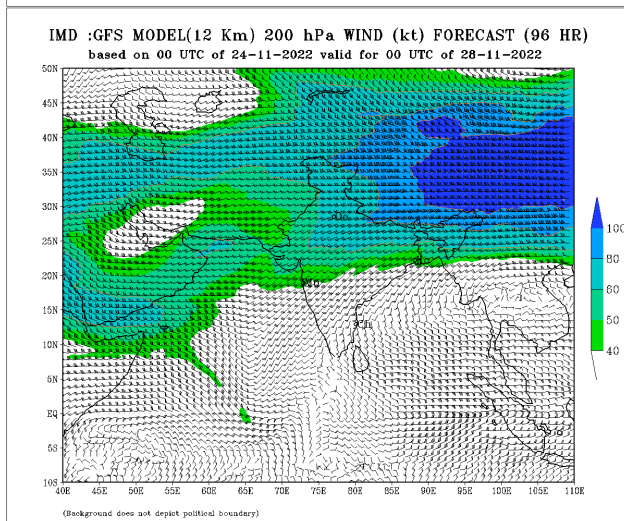 IMD :GFS MODEL(12 Km) 200 hPa WIND (kt) FORECAST (96 HR)
based on 00 UTC of 24-11-2022 valid for 00 UTC of 28-11-2022
50N
45N
40N
35N
30N
25N
20N
15N
10N
5N
EQ
5S
10S
40E 45E 50E 55E 60E 65E 70E 75E 80E 85E 90E 95E 100E 105E 110E
100
80
60
50
40
(Background does not depict political boundary)